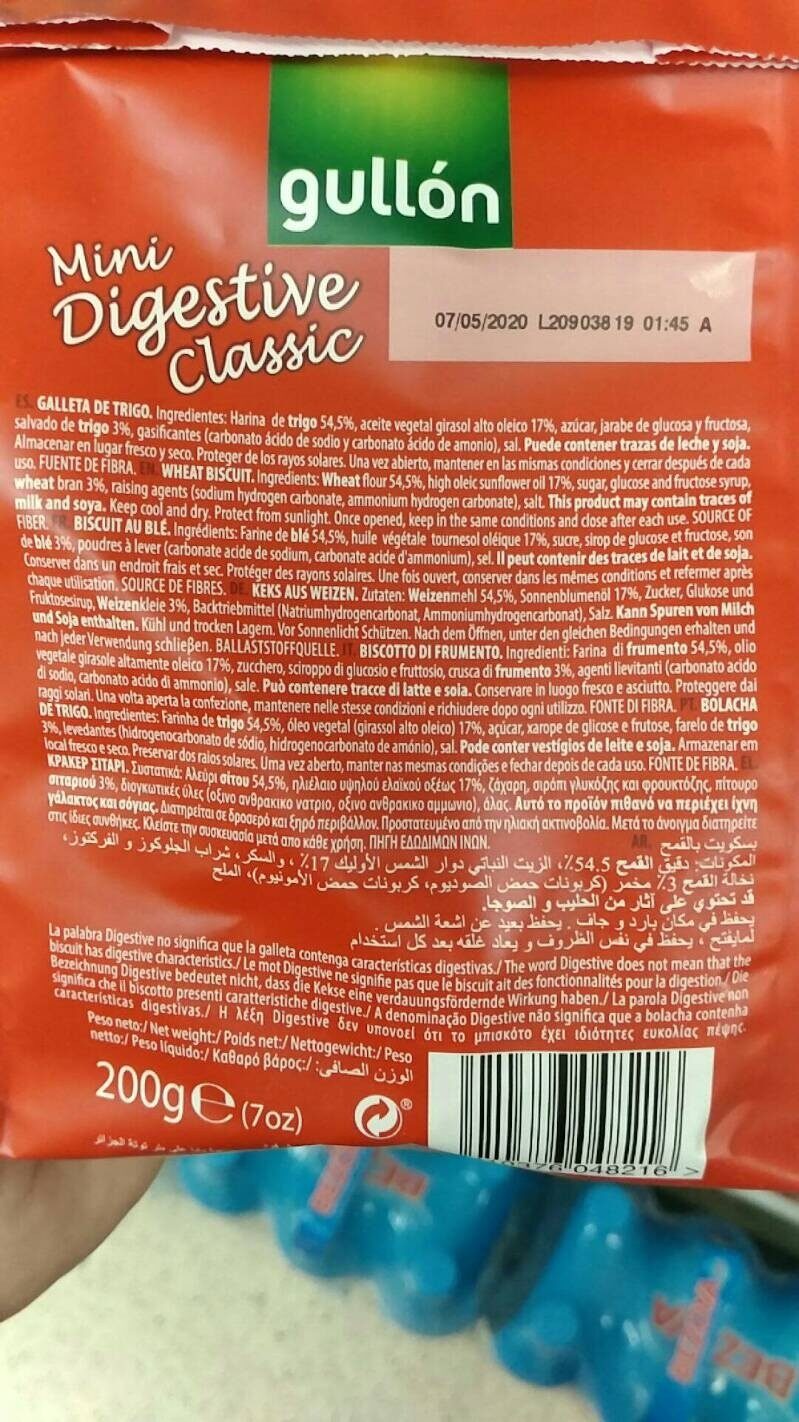 gullón
Mini
Digestive
Classic
07/05/2020 L20903819 01:45 A
ES. GALLETA DE TRIGO. Ingredientes: Harina de trigo 54,5%, aceite vegetal girasol alto oleico 17%, azúcar, jarabe de glucosa y fructosa,
salvado de trigo 3%, gasificantes (carbonato ácido de sodio y carbonato ácido de amonio), sal. Puede contener trazas de leche y soja.
Almacenar en lugar fresco y seco. Proteger de los rayos solares. Una vez abierto, mantener en las mismas condiciones y cerrar después de cada
uso. FUENTE DE FIBRA. EN. WHEAT BISCUIT. Ingredients: Wheat flour 54,5%, high oleic sunflower oil 17%, sugar, glucose and fructose syrup,
wheat bran 3%, raising agents (sodium hydrogen carbonate, ammonium hydrogen carbonate), salt. This product may contain traces of
milk and soya. Keep cool and dry. Protect from sunlight. Once opened, keep in the same conditions and close after each use. SOURCE OF
FIBER. FR. BISCUIT AU BLÉ. Ingrédients: Farine de blé 54,5%, huile végétale tournesol oléique 17%, sucre, sirop de glucose et fructose, son
de blé 3%, poudres à lever (carbonate acide de sodium, carbonate acide d'ammonium), sel. Il peut contenir des traces de lait et de soja.
Conserver dans un endroit frais et sec. Protéger des rayons solaires. Une fois ouvert, conserver dans les mêmes conditions et refermer après
chaque utilisation. SOURCE DE FIBRES. DE. KEKS AUS WEIZEN. Zutaten: Weizenmehl 54,5%, Sonnenblumenöl 17%, Zucker, Glukose und
Fruktosesirup, Weizenkleie 3%, Backtriebmittel (Natriumhydrogencarbonat, Ammoniumhydrogencarbonat), Salz. Kann Spuren von Milch
und Soja enthalten. Kühl und trocken Lagern. Vor Sonnenlicht Schützen. Nach dem Öffnen, unter den gleichen Bedingungen erhalten und
nach jeder Verwendung schließen. BALLASTSTOFFQUELLE. IT. BISCOTTO DI FRUMENTO. Ingredienti: Farina di frumento 54,5%, olio
vegetale girasole altamente oleico 17%, zucchero, sciroppo di glucosio e fruttosio, crusca di frumento 3%, agenti lievitanti (carbonato acido
di sodio, carbonato acido di ammonio), sale. Può contenere tracce di latte e soia. Conservare in luogo fresco e asciutto. Proteggere dai
raggi solari. Una volta aperta la confezione, mantenere nelle stesse condizioni e richiudere dopo ogni utilizzo. FONTE DI FIBRA. PT. BOLACHA
DE TRIGO. Ingredientes: Farinha de trigo 54,5%, óleo vegetal (girassol alto oleico) 17%, açúcar, xarope de glicose e frutose, farelo de trigo
3%, levedantes (hidrogenocarbonato de sódio, hidrogenocarbonato de amónio), sal. Pode conter vestígios de leite e soja. Armazenar em
local fresco e seco. Preservar dos raios solares. Uma vez aberto, manter nas mesmas condições e fechar depois de cada uso. FONTE DE FIBRA. EL.
ΚΡΑΚΕΡ ΣΙΤΑΡΙ. Συστατικά: Αλεύρι σίτου 54,5%, ηλιέλαιο υψηλού ελαϊκού οξέως 17%, ζάχαρη, σιρόπι γλυκόζης και φρουκτόζης, πίτουρο
σιταριού 3%, διογκωτικές ύλες (οξινο ανθρακικο νατριο, οξινο ανθρακικο αμμωνιο), άλας. Αυτό το προϊόν πιθανό να περιέχει ίχνη
γάλακτος και σόγιας. Διατηρείται σε δροσερό και ξηρό περιβάλλον. Προστατευμένο από την ηλιακή ακτινοβολία. Μετά το άνοιγμα διατηρείτε
στις ίδιες συνθήκες. Κλείστε την συσκευασία μετά απο κάθε χρήση. ΠΗΓΗ ΕΔΩΔΙΜΩΝ ΙΝΩΝ.
AR. بسكويت بالقمح
المكونات: دقيق القمح 54.5٪، الزيت النباتي دوار الشمس الأوليك 17٪ ، والسكر، شراب الجلوكوز و الفركتوز،
نخالة القمح 3٪ مخمر (كربونات حمض الصوديوم، كربونات حمض الأمونيوم)، الملح
قد تحتوي على آثار من الحليب و الصوجا.
يحفظ في مكان بارد و جاف . يحفظ بعيد عن اشعة الشمس.
لمايفتح ، يحفظ في نفس الظروف و يعاد غلقه بعد كل استخدام
La palabra Digestive no significa que la galleta contenga características digestivas./ The word Digestive does not mean that the
biscuit has digestive characteristics./ Le mot Digestive ne signifie pas que le biscuit ait des fonctionnalités pour la digestion./ Die
Bezeichnung Digestive bedeutet nicht, dass die Kekse eine verdauungsfördernde Wirkung haben./ La parola Digestive non
significa che il biscotto presenti caratteristiche digestive./ A denominação Digestive não significa que a bolacha contenha
características digestivas./ Η λέξη Digestive δεν υπονοεί ότι το μπισκότο έχει ιδιότητες ευκολίας πέψης.
Peso neto:/ Net weight:/ Poids net:/ Nettogewicht:/ Peso
netto:/ Peso líquido:/ Καθαρό βάρος:/ الوزن الصافي:
200g e (7oz)
®
048216 >